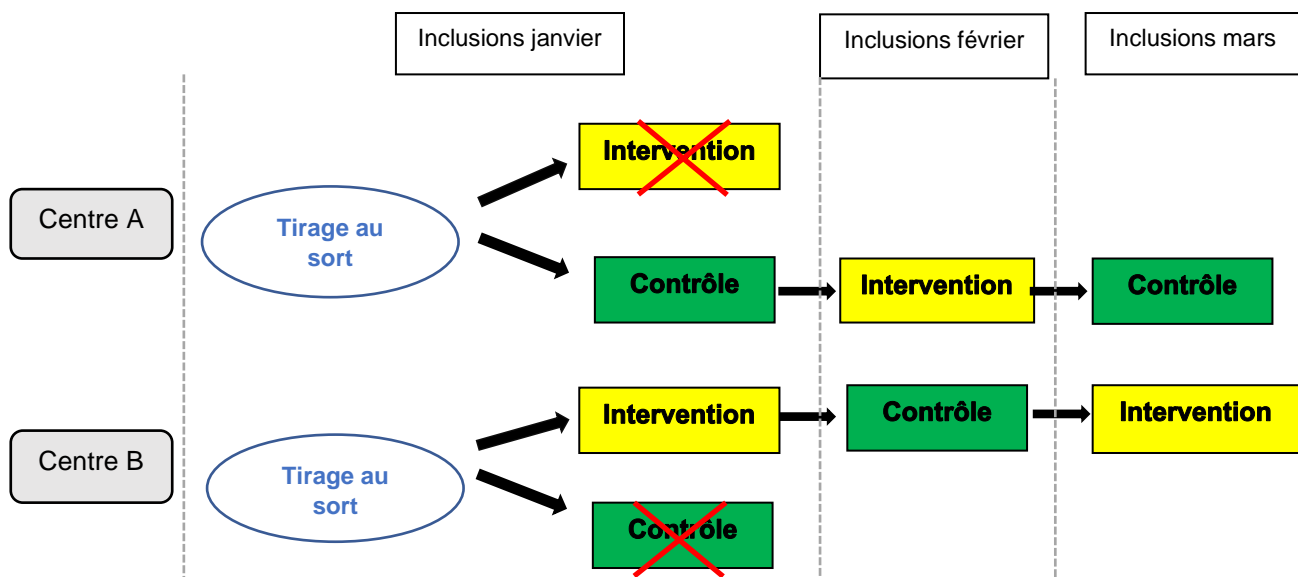 Inclusions janvier
Inclusions février
Inclusions mars
Intervention
Centre A
Tirage au
sort
Contrôle
Intervention
Contrôle
Intervention
Contrôle
Intervention
Centre B
Tirage au
sort
Contrôle